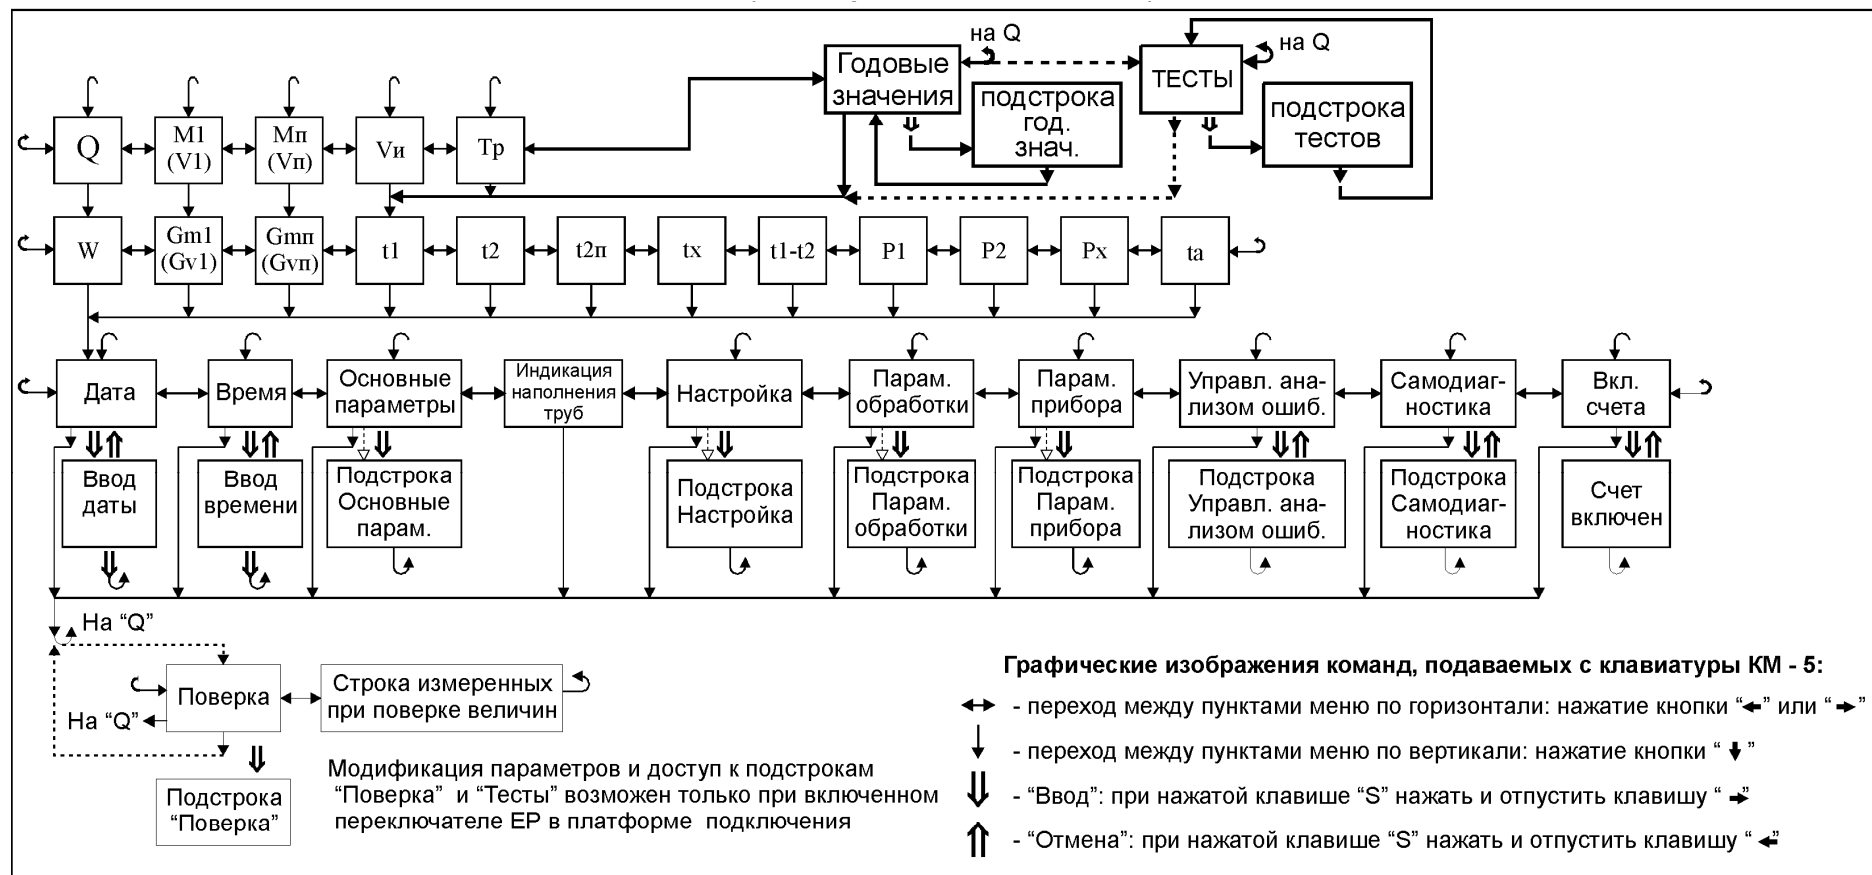 на Q
на Q
Годовые
значения
ТЕСТЫ
подстрока
год.
знач.
подстрока
тестов
Q
М1
(V1)
Мп
(Vп)
Vи
Тр
W
Gm1
(Gv1)
Gmп
(Gvп)
t1
t2
t2п
tx
t1-t2
P1
P2
Px
ta
Дата
Время
Основные
параметры
Индикация
наполнения
труб
Настройка
Парам.
обработки
Парам.
прибора
Управл. ана-
лизом ошиб.
Самодиаг-
ностика
Вкл.
счета
Ввод
даты
Ввод
времени
Подстрока
Основные
парам.
Подстрока
Настройка
Подстрока
Парам.
обработки
Подстрока
Парам.
прибора
Подстрока
Управл. ана-
лизом ошиб.
Подстрока
Самодиаг-
ностика
Счет
включен
На “Q”
Поверка
Строка измеренных
при поверке величин
На “Q”
Подстрока
“Поверка”
Модификация параметров и доступ к подстрокам
“Поверка” и “Тесты” возможен только при включенном
переключателе ЕР в платформе подключения
Графические изображения команд, подаваемых с клавиатуры КМ - 5:
↔ - переход между пунктами меню по горизонтали: нажатие кнопки “←” или “→”
↓ - переход между пунктами меню по вертикали: нажатие кнопки “↓”
⇓ - “Ввод”: при нажатой клавише “S” нажать и отпустить клавишу “→”
⇑ - “Отмена”: при нажатой клавише “S” нажать и отпустить клавишу “←”